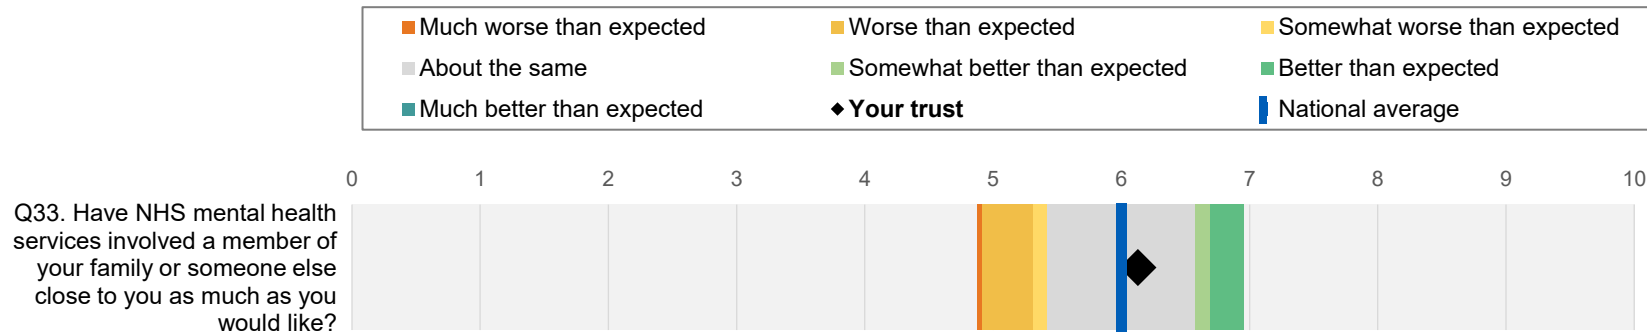 Much worse than expected
Worse than expected
Somewhat worse than expected
About the same
Somewhat better than expected
Better than expected
Much better than expected
Your trust
National average
0 1 2 3 4 5 6 7 8 9 10
Q33. Have NHS mental health
services involved a member of
your family or someone else
close to you as much as you
would like?